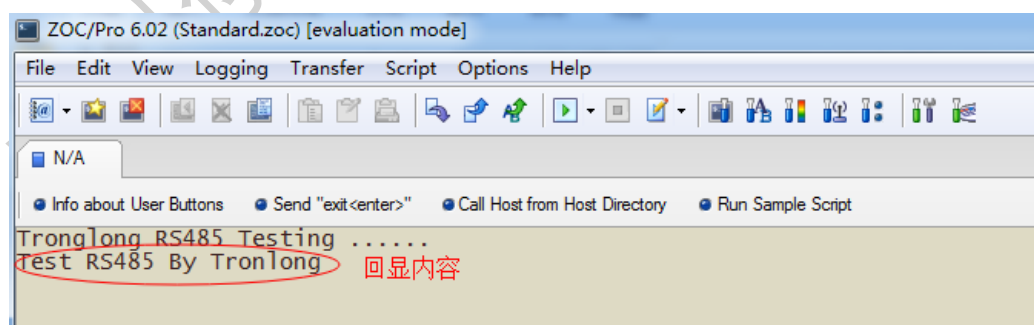 ZOC/Pro 6.02 (Standard.zoc) [evaluation mode]
File Edit View Logging Transfer Script Options Help
N/A
Info about User Buttons Send "exit<enter>" Call Host from Host Directory Run Sample Script
Tronglong RS485 Testing ......
Test RS485 By Tronlong 回显内容